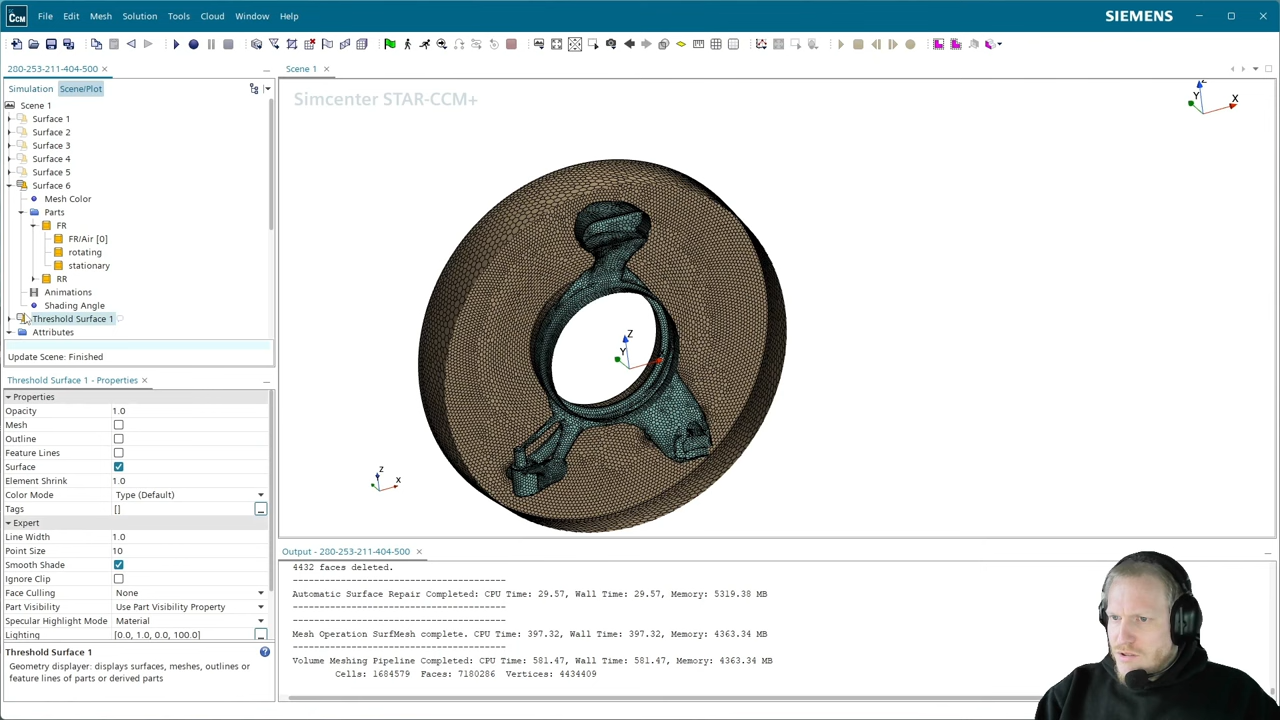 CCM
File Edit Mesh Solution Tools Cloud Window Help
SIEMENS
280-253-211-404-500
Scene 1
Simulation Scene/Plot
Scene 1
Surface 1
Surface 2
Surface 3
Surface 4
Surface 5
Surface 6
Mesh Color
Parts
FR
FR/Air [0]
rotating
stationary
RR
Animations
Shading Angle
Threshold Surface 1
Attributes
Update Scene: Finished
Simcenter STAR-CCM+
Z
Y X
Z
Y
Z
X
Threshold Surface 1 - Properties
Properties
Opacity 1.0
Mesh
Outline
Feature Lines
Surface
Element Shrink 1.0
Color Mode Type (Default)
Tags []
Expert
Line Width 1.0
Point Size 10
Smooth Shade
Ignore Clip
Face Culling None
Part Visibility Use Part Visibility Property
Specular Highlight Mode Material
Lighting [0.0, 1.0, 0.0, 100.0]
Threshold Surface 1
Geometry displayer: displays surfaces, meshes, outlines or
feature lines of parts or derived parts
Output - 280-253-211-404-500
4432 faces deleted.
----------------------------------------
Automatic Surface Repair Completed: CPU Time: 29.57, Wall Time: 29.57, Memory: 5319.38 MB
----------------------------------------
----------------------------------------
Mesh Operation SurfMesh complete. CPU Time: 397.32, Wall Time: 397.32, Memory: 4363.34 MB
----------------------------------------
Volume Meshing Pipeline Completed: CPU Time: 581.47, Wall Time: 581.47, Memory: 4363.34 MB
Cells: 1684579 Faces: 7180286 Vertices: 4434409